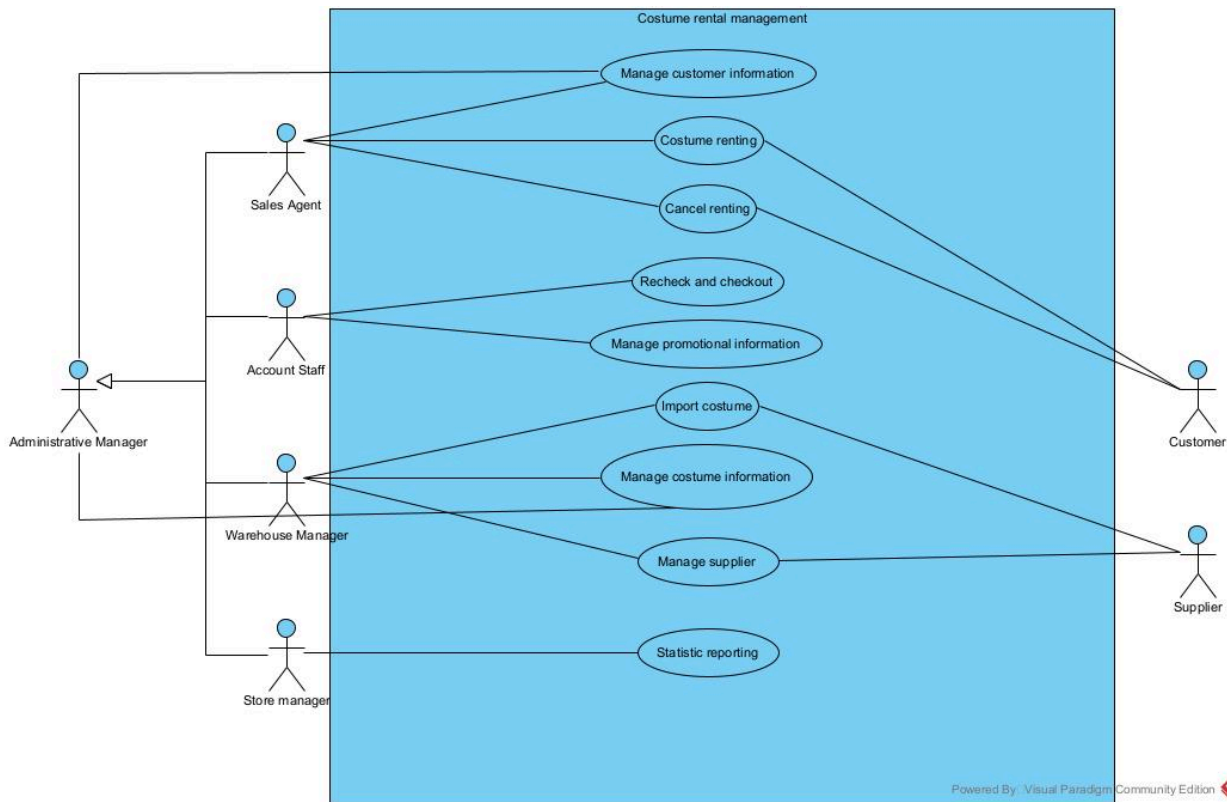 Costume rental management
Manage customer information
Costume renting
Sales Agent
Cancel renting
Recheck and checkout
Manage promotional information
Account Staff
Import costume
Administrative Manager
Customer
Manage costume information
Warehouse Manager
Manage supplier
Supplier
Statistic reporting
Store manager
Powered By Visual Paradigm Community Edition